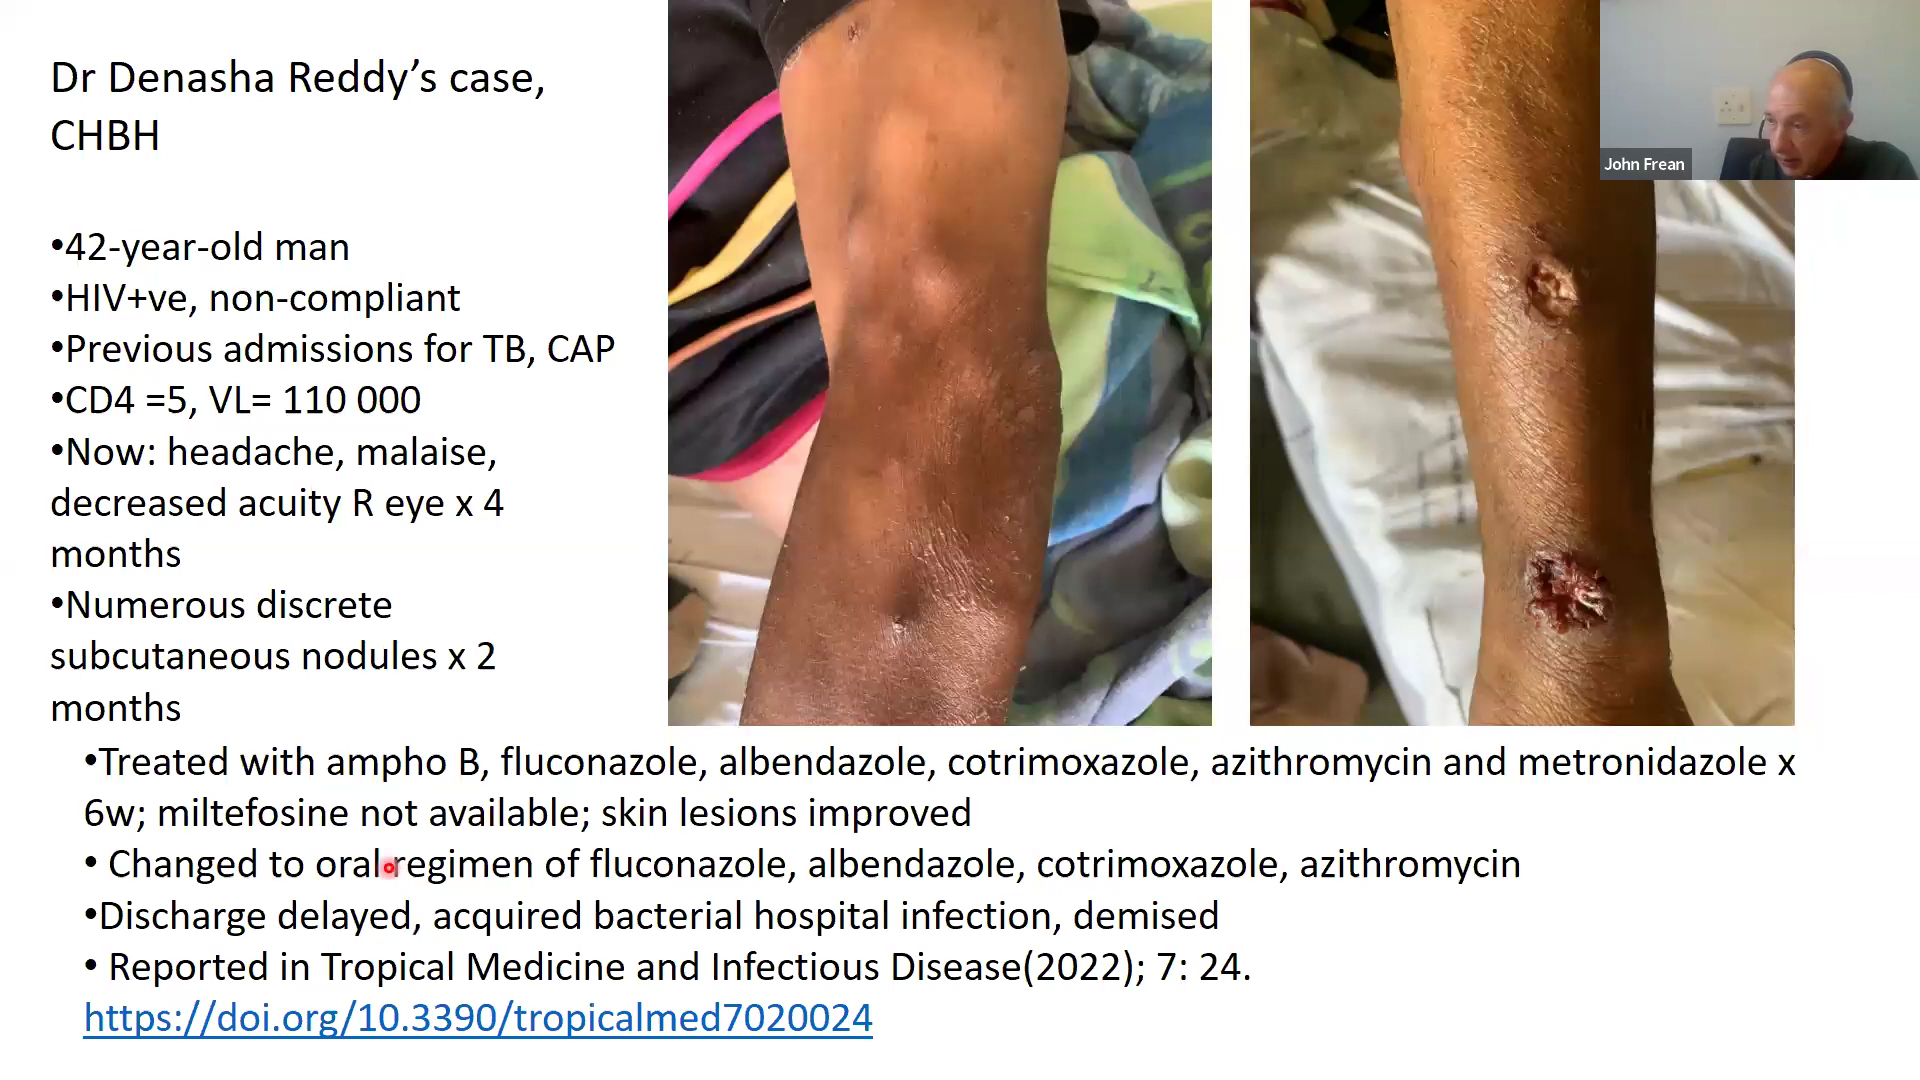 Dr Denasha Reddy’s case,
CHBH
John Frean
•42-year-old man
•HIV+ve, non-compliant
•Previous admissions for TB, CAP
•CD4 =5, VL= 110 000
•Now: headache, malaise,
decreased acuity R eye x 4
months
•Numerous discrete
subcutaneous nodules x 2
months
•Treated with ampho B, fluconazole, albendazole, cotrimoxazole, azithromycin and metronidazole x
6w; miltefosine not available; skin lesions improved
• Changed to oral regimen of fluconazole, albendazole, cotrimoxazole, azithromycin
•Discharge delayed, acquired bacterial hospital infection, demised
• Reported in Tropical Medicine and Infectious Disease(2022); 7: 24.
https://doi.org/10.3390/tropicalmed7020024